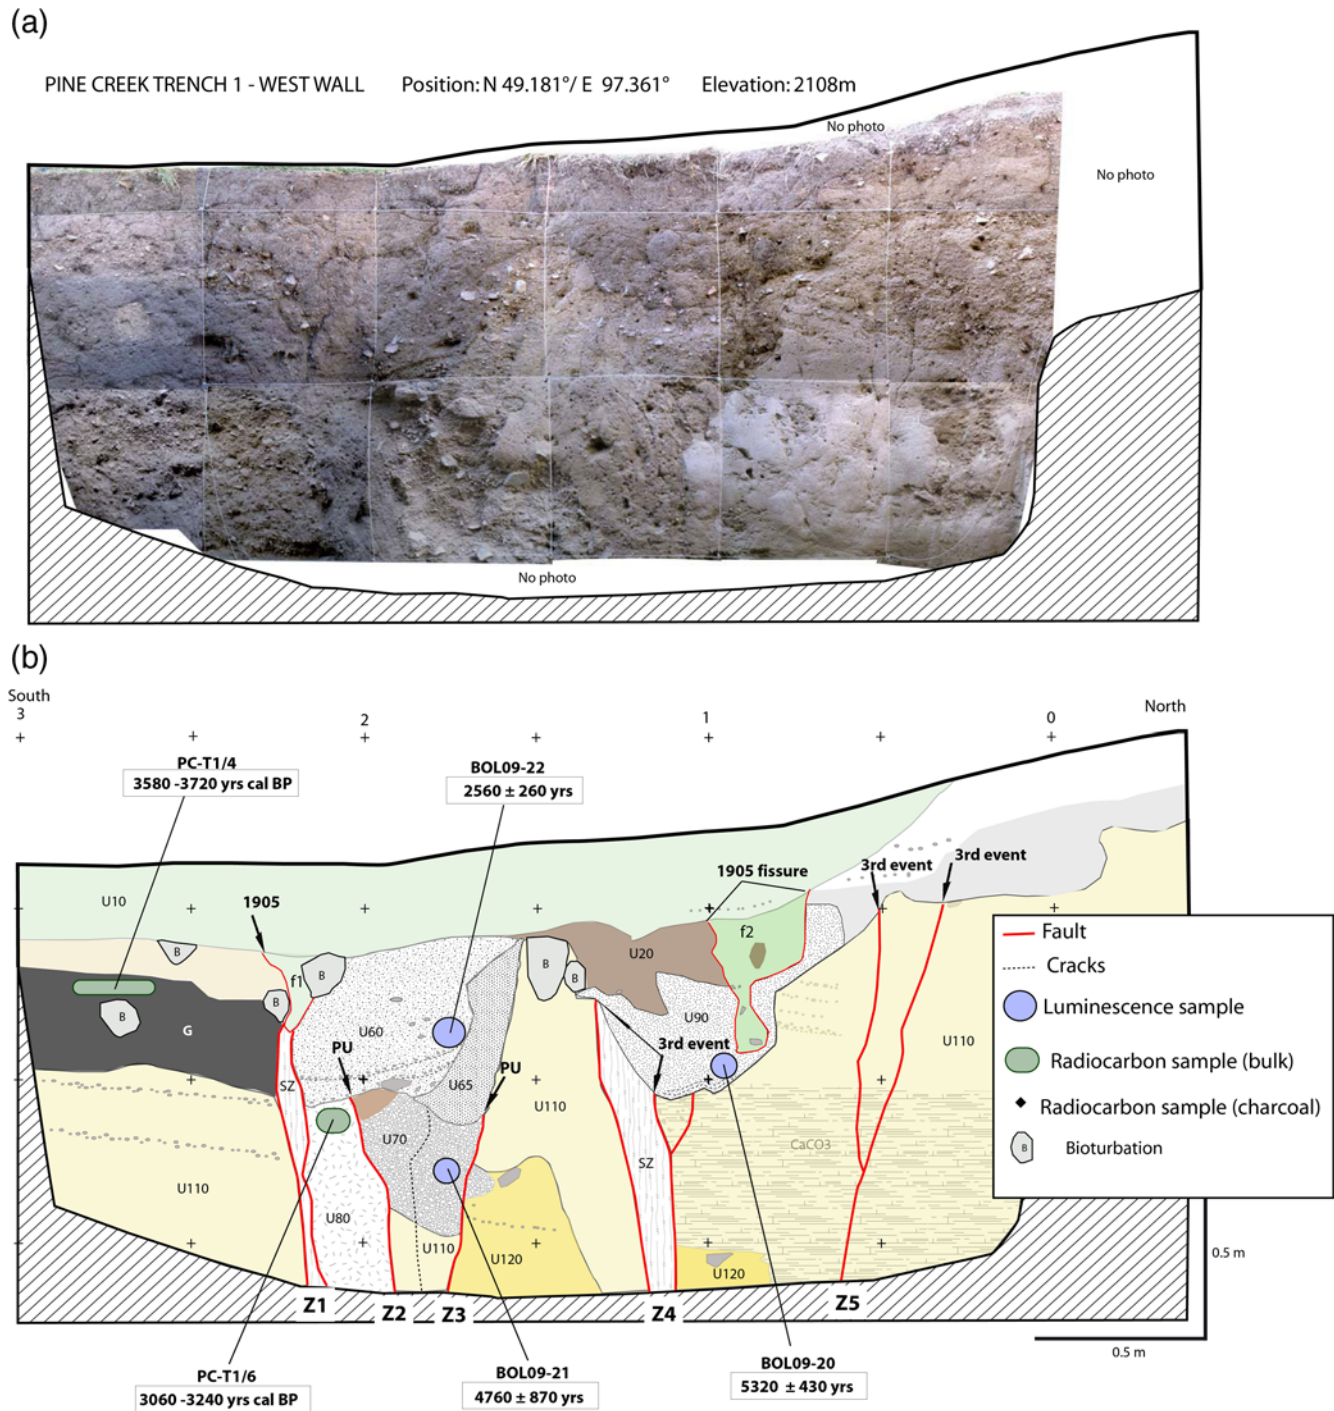 (a)
PINE CREEK TRENCH 1 - WEST WALL Position: N 49.181°/ E 97.361° Elevation: 2108m
No photo
No photo
No photo
(b)
South
North
3
2
1
0
PC-T1/4
3580 -3720 yrs cal BP
BOL09-22
2560 ± 260 yrs
1905 fissure
3rd event
3rd event
U10
1905
B
f1
B
U20
f2
B
B
B
B
G
U60
U90
3rd event
PU
PU
SZ
U65
U110
U110
U70
CaCO3
SZ
U110
U80
U110
U120
U120
Fault
Cracks
Luminescence sample
Radiocarbon sample (bulk)
Radiocarbon sample (charcoal)
B
Bioturbation
0.5 m
0.5 m
Z1
Z2
Z3
Z4
Z5
PC-T1/6
3060 -3240 yrs cal BP
BOL09-21
4760 ± 870 yrs
BOL09-20
5320 ± 430 yrs